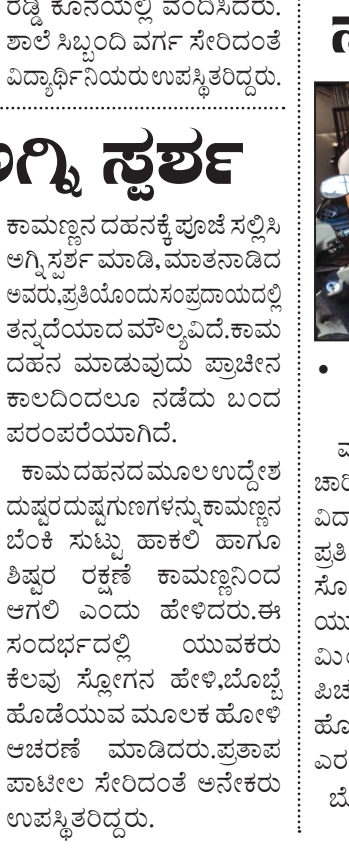 ರೆಡ್ಡಿ ಕೊನೆಯಲ್ಲಿ ವಂದಿಸಿದರು.
ಶಾಲೆ ಸಿಬ್ಬಂದಿ ವರ್ಗ ಸೇರಿದಂತೆ
ವಿದ್ಯಾರ್ಥಿನಿಯರು ಉಪಸ್ಥಿತರಿದ್ದರು.
ಅಗ್ನಿ ಸ್ಪರ್ಶ
ಕಾಮಣ್ಣನ ದಹನಕ್ಕೆ ಪೂಜೆ ಸಲ್ಲಿಸಿ
ಅಗ್ನಿ ಸ್ಪರ್ಶ ಮಾಡಿ, ಮಾತನಾಡಿದ
ಅವರು,ಪ್ರತಿಯೊಂದು ಸಂಪ್ರದಾಯದಲ್ಲಿ
ತನ್ನದೆಯಾದ ಮೌಲ್ಯವಿದೆ.ಕಾಮ
ದಹನ ಮಾಡುವುದು ಪ್ರಾಚೀನ
ಕಾಲದಿಂದಲೂ ನಡೆದು ಬಂದ
ಪರಂಪರೆಯಾಗಿದೆ.
ಕಾಮ ದಹನದ ಮೂಲ ಉದ್ದೇಶ
ದುಷ್ಟರ ದುಷ್ಟಗುಣಗಳನ್ನು ಕಾಮಣ್ಣನ
ಬೆಂಕಿ ಸುಟ್ಟು ಹಾಕಲಿ ಹಾಗೂ
ಶಿಷ್ಟರ ರಕ್ಷಣೆ ಕಾಮಣ್ಣನಿಂದ
ಆಗಲಿ ಎಂದು ಹೇಳಿದರು.ಈ
ಸಂದರ್ಭದಲ್ಲಿ ಯುವಕರು
ಕೆಲವು ಸ್ಲೋಗನ ಹೇಳಿ,ಬೊಬ್ಬೆ
ಹೊಡೆಯುವ ಮೂಲಕ ಹೋಳಿ
ಆಚರಣೆ ಮಾಡಿದರು.ಪ್ರತಾಪ
ಪಾಟೀಲ ಸೇರಿದಂತೆ ಅನೇಕರು
ಉಪಸ್ಥಿತರಿದ್ದರು.